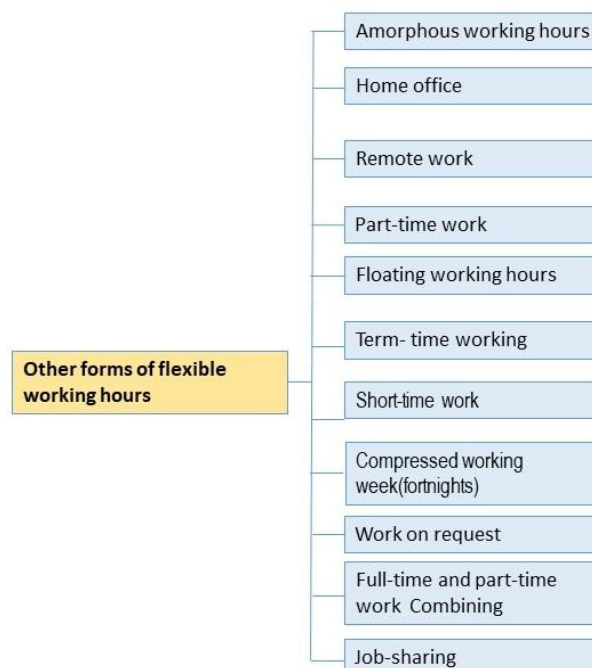 Amorphous working hours
Home office
Remote work
Part-time work
Floating working hours
Other forms of flexible
working hours
Term- time working
Short-time work
Compressed working
week(fortnights)
Work on request
Full-time and part-time
work Combining
Job-sharing